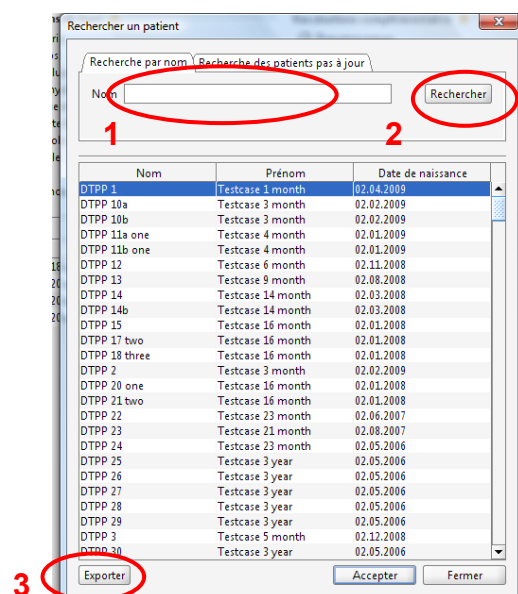 Rechercher un patient
Recherche par nom Recherche des patients pas à jour
Nom Rechercher
1 2
Nom Prénom Date de naissance
DTPP 1 Testcase 1 month 02.04.2009
DTPP 10a Testcase 3 month 02.02.2009
DTPP 10b Testcase 3 month 02.02.2009
DTPP 11a one Testcase 4 month 02.01.2009
DTPP 11b one Testcase 4 month 02.01.2009
DTPP 12 Testcase 6 month 02.11.2008
DTPP 13 Testcase 9 month 02.08.2008
DTPP 14 Testcase 14 month 02.03.2008
DTPP 14b Testcase 14 month 02.03.2008
DTPP 15 Testcase 16 month 02.01.2008
DTPP 17 two Testcase 16 month 02.01.2008
DTPP 18 three Testcase 16 month 02.01.2008
DTPP 2 Testcase 3 month 02.02.2009
DTPP 20 one Testcase 16 month 02.01.2008
DTPP 21 two Testcase 16 month 02.01.2008
DTPP 22 Testcase 23 month 02.06.2007
DTPP 23 Testcase 21 month 02.08.2007
DTPP 24 Testcase 23 month 02.05.2006
DTPP 25 Testcase 3 year 02.05.2006
DTPP 26 Testcase 3 year 02.05.2006
DTPP 27 Testcase 3 year 02.05.2006
DTPP 28 Testcase 3 year 02.05.2006
DTPP 29 Testcase 3 year 02.05.2006
DTPP 3 Testcase 5 month 02.12.2008
DTPP 30 Testcase 3 year 02.05.2006
3 Exporter Accepter Fermer